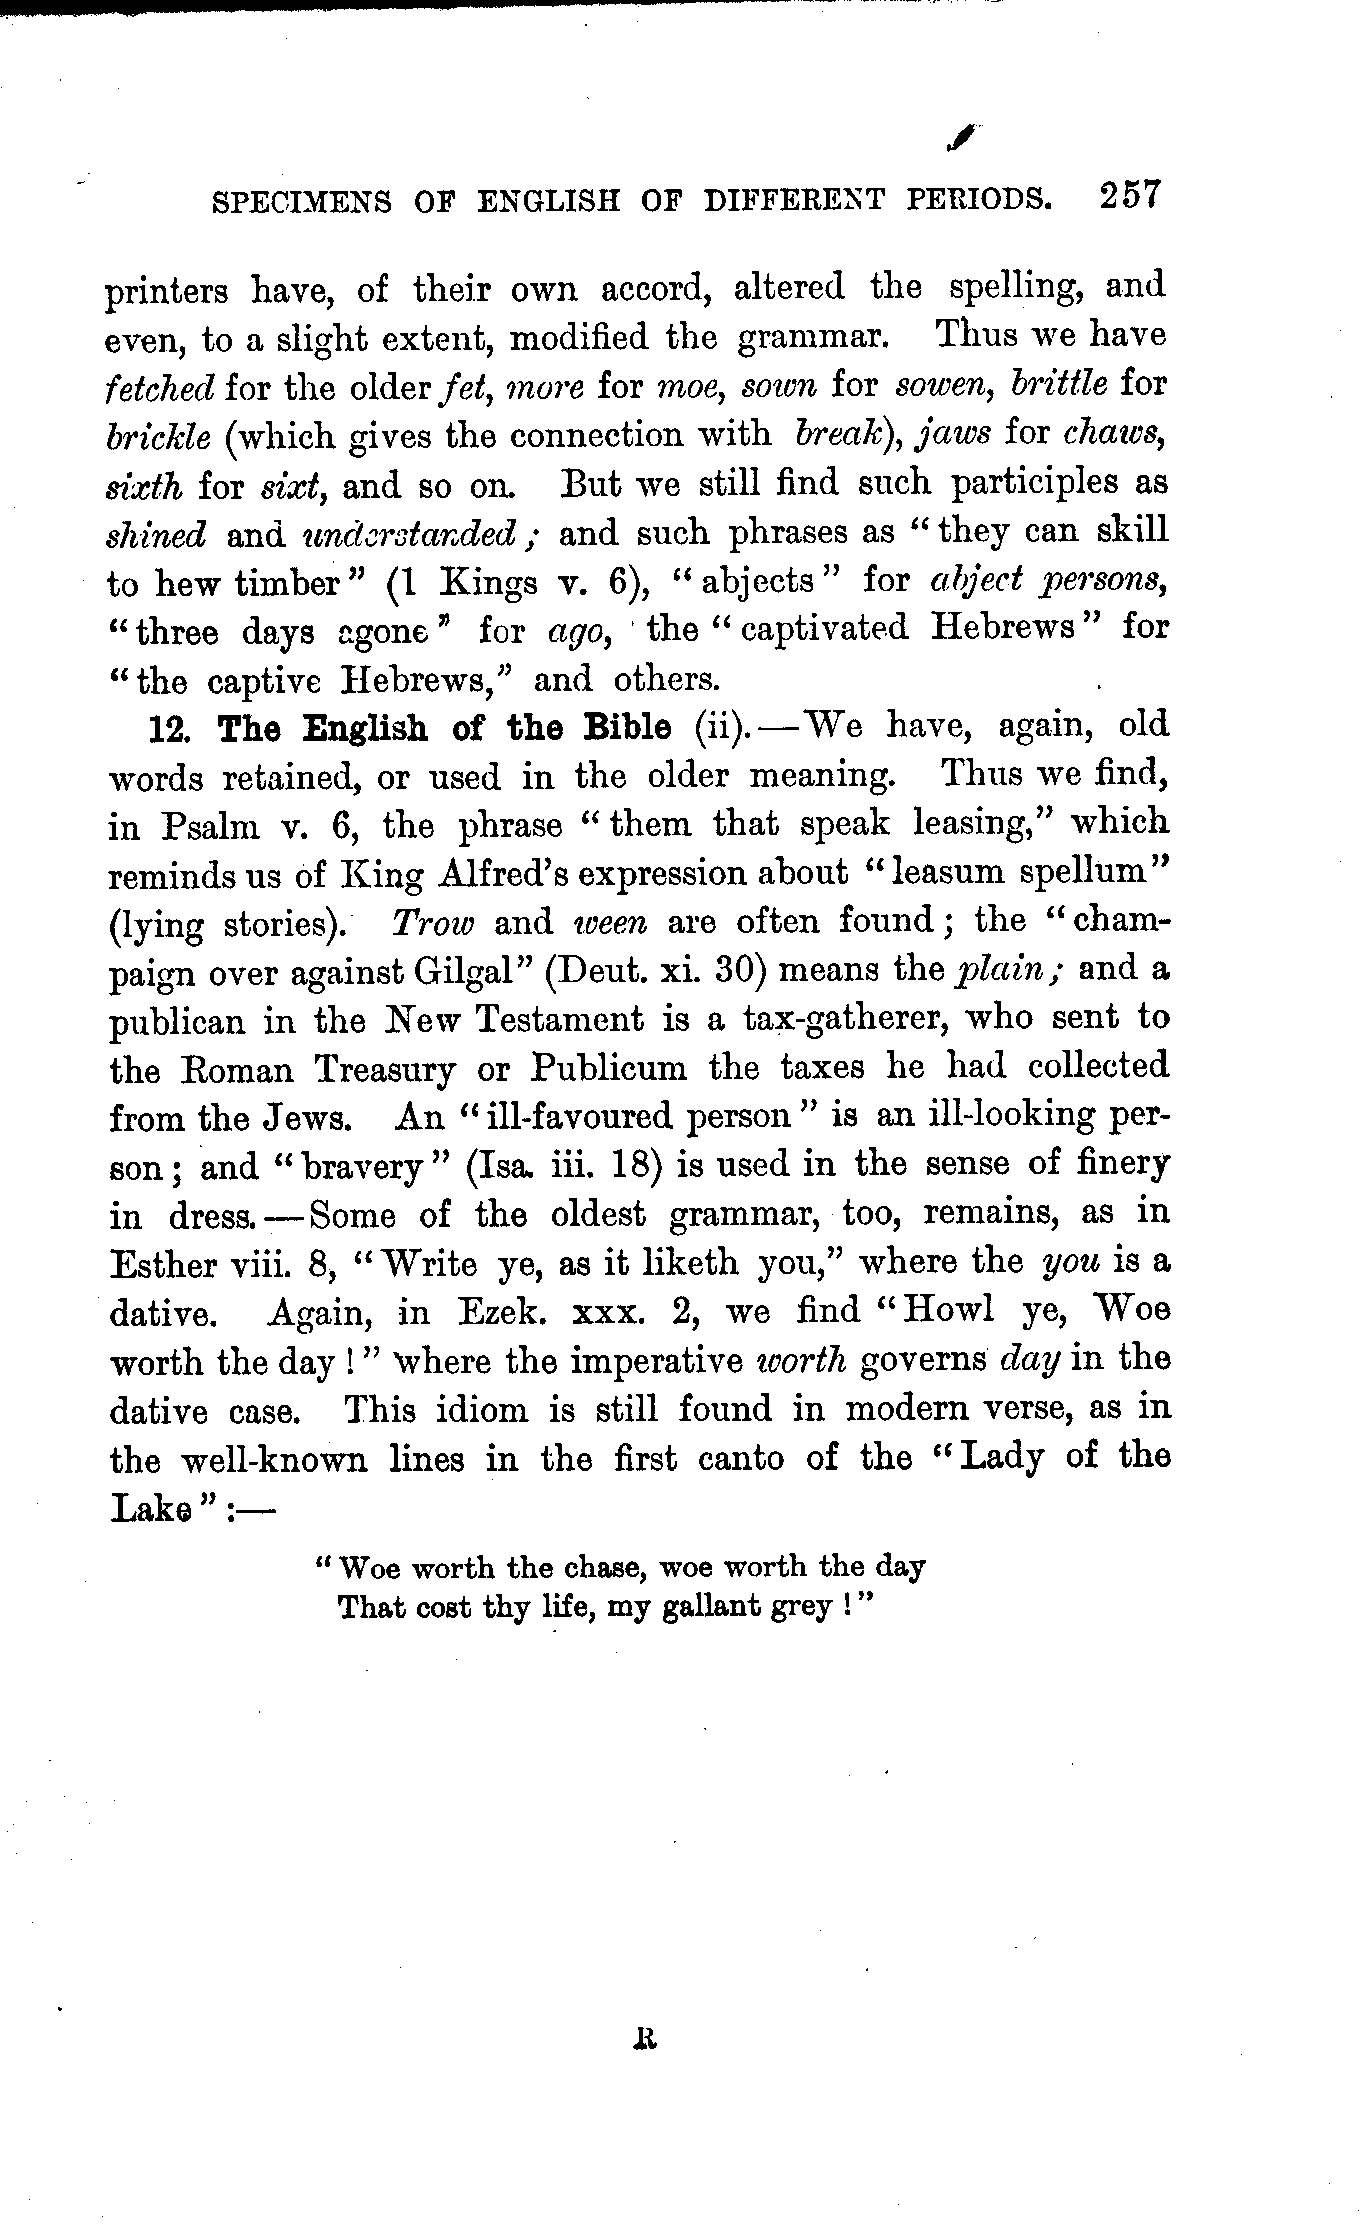 SPECIMENS OF ENGLISH OF DIFFERENT PERIODS. 257
printers have, of their own accord, altered the spelling, and
even, to a slight extent, modified the grammar. Thus we have
fetched for the older fet, more for moe, sown for sowen, brittle for
brickle (which gives the connection with break), jaws for chaws,
sixth for sixt, and so on. But we still find such participles as
shined and understanded; and such phrases as "they can skill
to hew timber" (1 Kings v. 6), "abjects" for abject persons,
"three days agone" for ago, the "captivated Hebrews" for
"the captive Hebrews," and others.
12. The English of the Bible (ii).—We have, again, old
words retained, or used in the older meaning. Thus we find,
in Psalm v. 6, the phrase "them that speak leasing," which
reminds us of King Alfred's expression about "leasum spellum"
(lying stories). Trow and ween are often found; the "cham-
paign over against Gilgal" (Deut. xi. 30) means the plain; and a
publican in the New Testament is a tax-gatherer, who sent to
the Roman Treasury or Publicum the taxes he had collected
from the Jews. An "ill-favoured person" is an ill-looking per-
son; and "bravery" (Isa. iii. 18) is used in the sense of finery
in dress.—Some of the oldest grammar, too, remains, as in
Esther viii. 8, "Write ye, as it liketh you," where the you is a
dative. Again, in Ezek. xxx. 2, we find "Howl ye, Woe
worth the day!" where the imperative worth governs day in the
dative case. This idiom is still found in modern verse, as in
the well-known lines in the first canto of the "Lady of the
Lake":—
"Woe worth the chase, woe worth the day
That cost thy life, my gallant grey!"
R